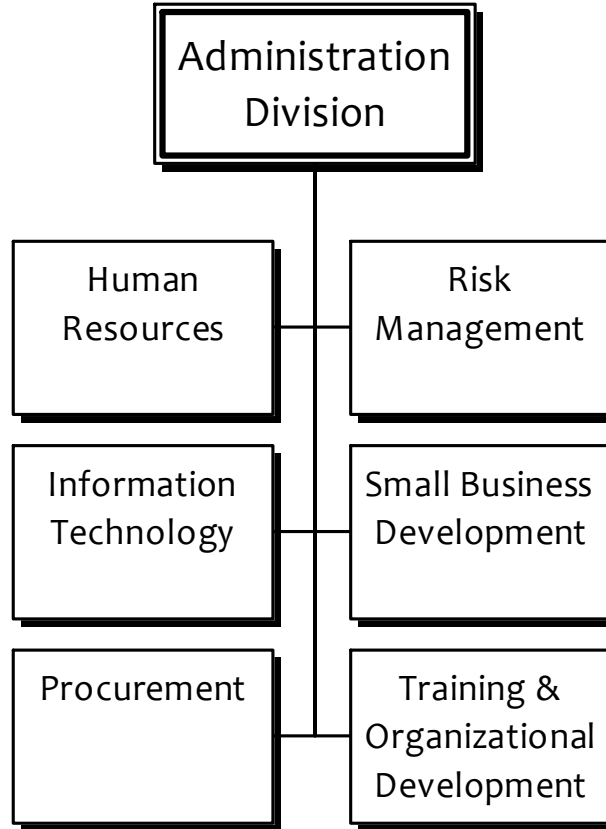 Administration
Division
Human
Resources
Risk
Management
Information
Technology
Small Business
Development
Procurement
Training &
Organizational
Development